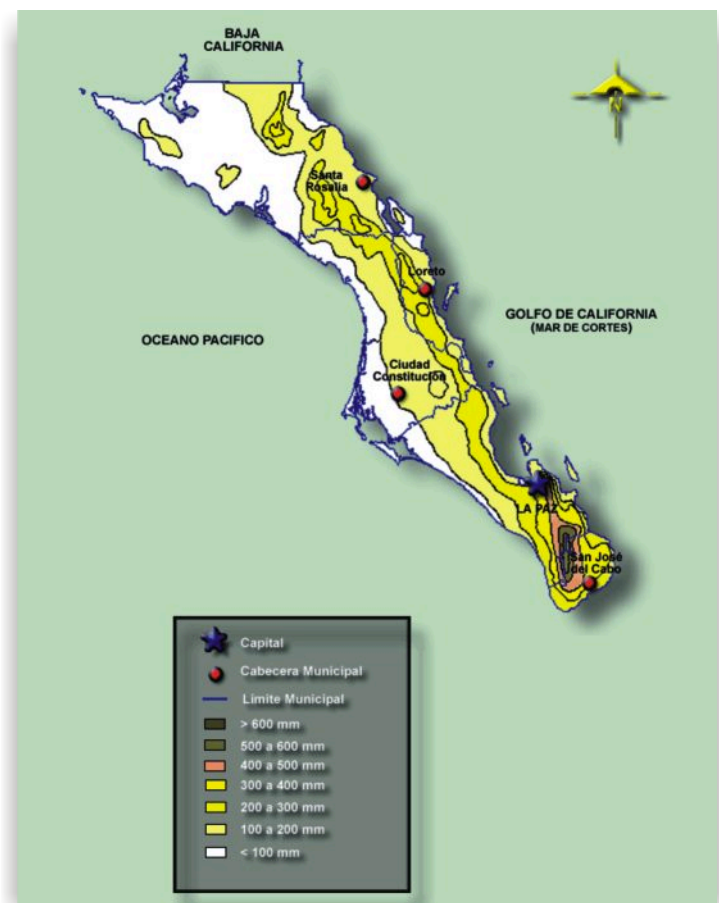 BAJA
CALIFORNIA
N
Santa
Rosalia
Loreto
GOLFO DE CALIFORNIA
(MAR DE CORTES)
OCEANO PACIFICO
Ciudad
Constitución
LA PAZ
San José
del Cabo
Capital
Cabecera Municipal
Limite Municipal
> 600 mm
500 a 600 mm
400 a 500 mm
300 a 400 mm
200 a 300 mm
100 a 200 mm
< 100 mm